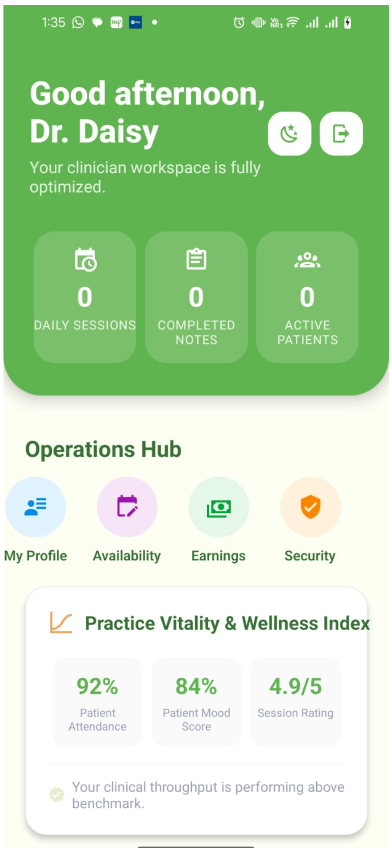 1:35
Good afternoon,
Dr. Daisy
Your clinician workspace is fully
optimized.
0
DAILY SESSIONS
0
COMPLETED
NOTES
0
ACTIVE
PATIENTS
Operations Hub
My Profile
Availability
Earnings
Security
Practice Vitality & Wellness Index
92%
Patient
Attendance
84%
Patient Mood
Score
4.9/5
Session Rating
Your clinical throughput is performing above
benchmark.